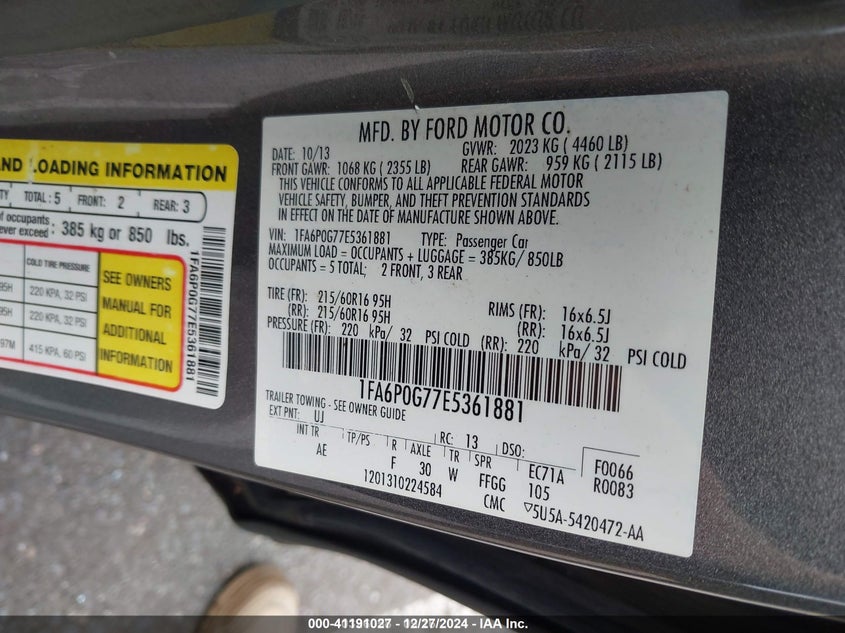 MFD. BY FORD MOTOR CO.
DATE: 10/13 GVWR: 2023 KG (4460 LB)
FRONT GAWR: 1068 KG (2355 LB) REAR GAWR: 959 KG (2115 LB)
THIS VEHICLE CONFORMS TO ALL APPLICABLE FEDERAL MOTOR
VEHICLE SAFETY, BUMPER, AND THEFT PREVENTION STANDARDS
IN EFFECT ON THE DATE OF MANUFACTURE SHOWN ABOVE.
VIN: 1FA6P0G77E5361881 TYPE: Passenger Car
MAXIMUM LOAD = OCCUPANTS + LUGGAGE = 385KG/ 850LB
OCCUPANTS = 5 TOTAL; 2 FRONT, 3 REAR
TIRE (FR): 215/60R16 95H RIMS (FR): 16x6.5J
(RR): 215/60R16 95H (RR): 16x6.5J
PRESSURE (FR): 220 kPa/ 32 PSI COLD (RR): 220 kPa/ 32 PSI COLD
1FA6P0G77E5361881
TRAILER TOWING - SEE OWNER GUIDE
EXT PNT: UJ RC: 13 DSO: F0066
INT TR TP/PS R AXLE TR SPR EC71A R0083
AE F 30 W FFGG 105
1201310224584 CMC ▽5U5A-5420472-AA
AND LOADING INFORMATION
TOTAL: 5 FRONT: 2 REAR: 3
of occupants
never exceed: 385 kg or 850 lbs.
COLD TIRE PRESSURE
95H 220 KPA, 32 PSI
95H 220 KPA, 32 PSI
97M 415 KPA, 60 PSI
SEE OWNERS
MANUAL FOR
ADDITIONAL
INFORMATION
1FA6P0G77E5361881
000-41191027 - 12/27/2024 - IAA Inc.